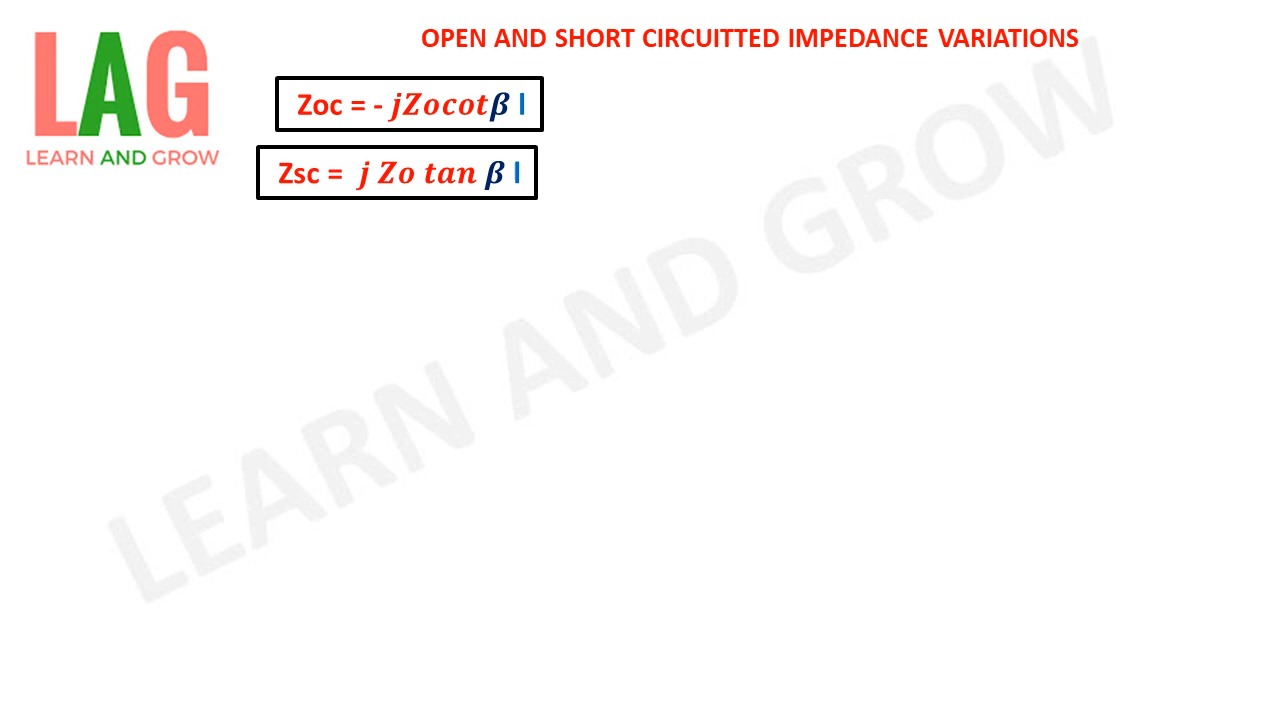 LAG
LEARN AND GROW
OPEN AND SHORT CIRCUITTED IMPEDANCE VARIATIONS
Zoc = - jZocotβ l
Zsc = j Zo tan β l
LEARN AND GROW